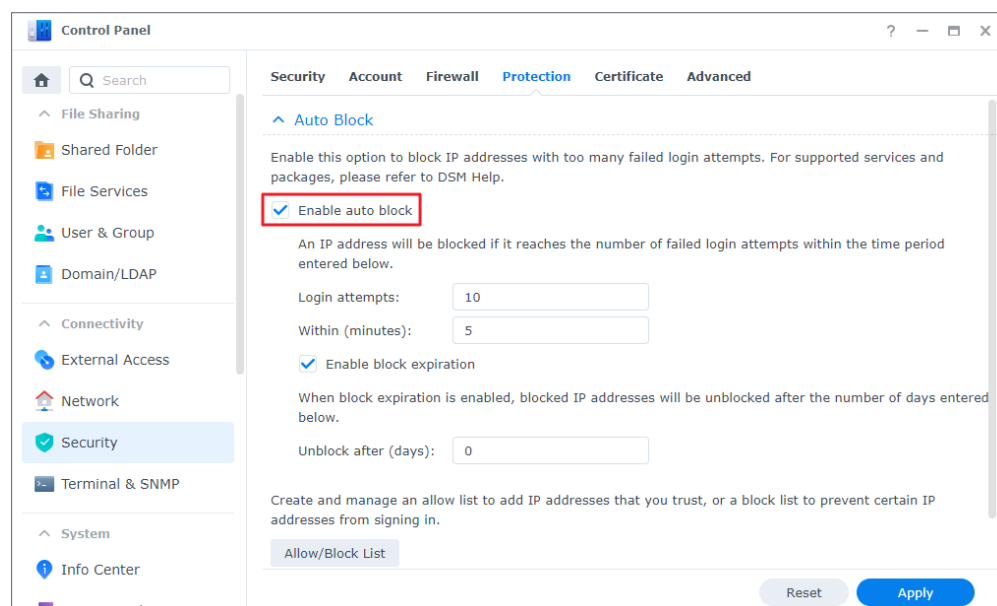 Control Panel
?
Search
File Sharing
Shared Folder
File Services
User & Group
Domain/LDAP
Connectivity
External Access
Network
Security
Terminal & SNMP
System
Info Center
Security Account Firewall Protection Certificate Advanced
Auto Block
Enable this option to block IP addresses with too many failed login attempts. For supported services and
packages, please refer to DSM Help.
Enable auto block
An IP address will be blocked if it reaches the number of failed login attempts within the time period
entered below.
Login attempts: 10
Within (minutes): 5
Enable block expiration
When block expiration is enabled, blocked IP addresses will be unblocked after the number of days entered
below.
Unblock after (days): 0
Create and manage an allow list to add IP addresses that you trust, or a block list to prevent certain IP
addresses from signing in.
Allow/Block List
Reset Apply